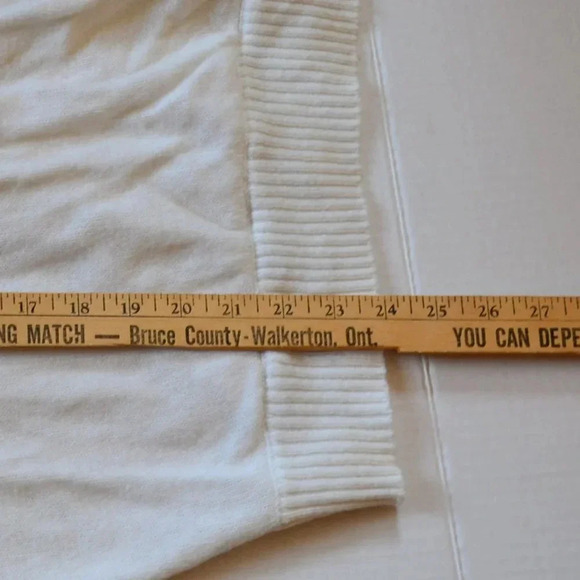 17 18 19 20 21 22 23 24 25 26 27
NG MATCH — Bruce County-Walkerton, Ont. YOU CAN DEPE